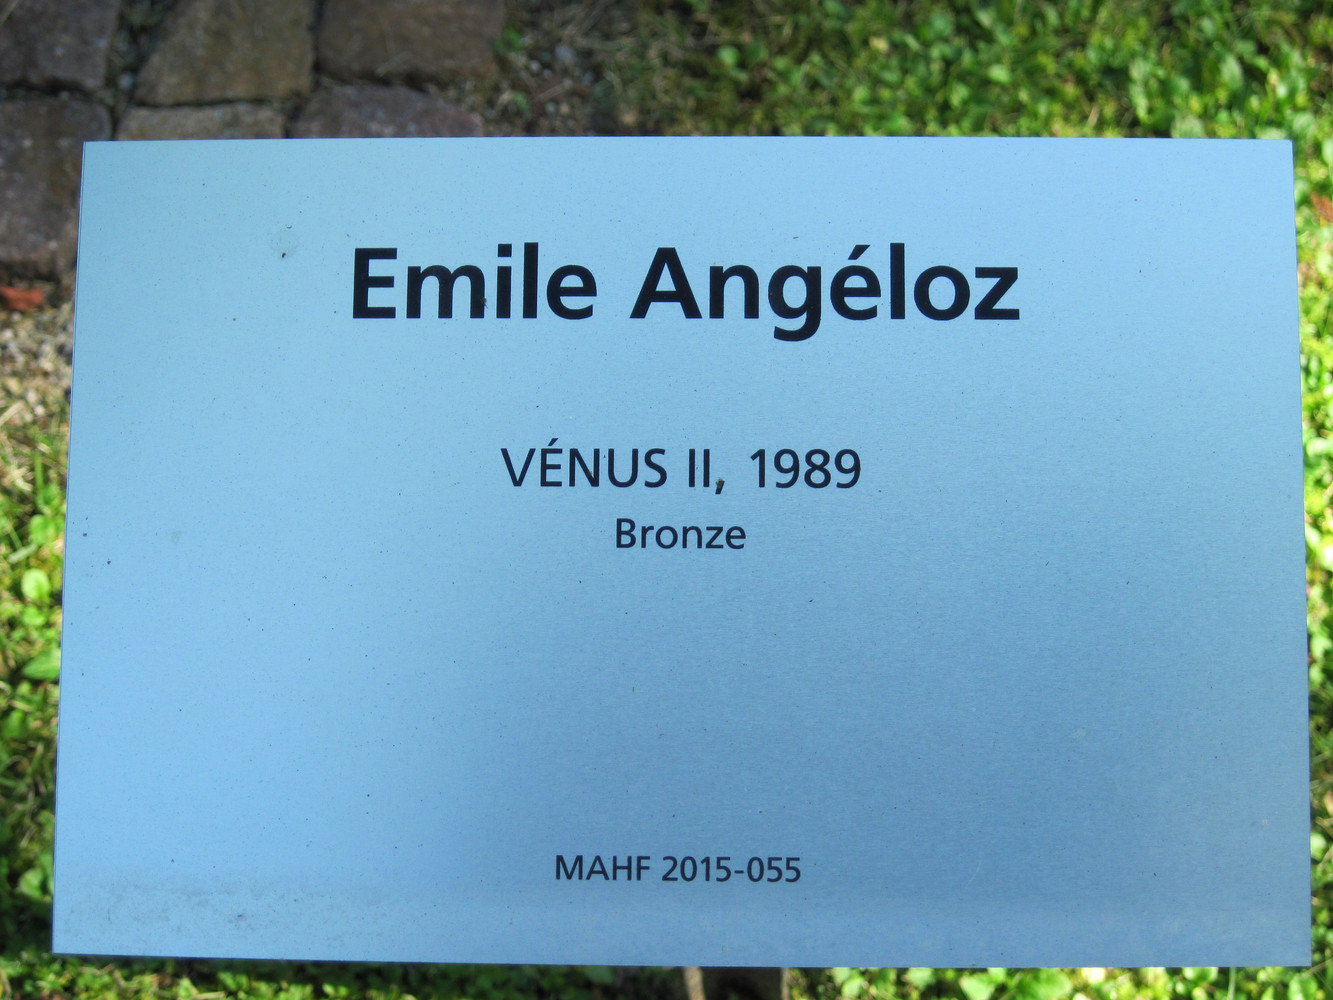 Emile Angéloz
VÉNUS II, 1989
Bronze
MAHF 2015-055